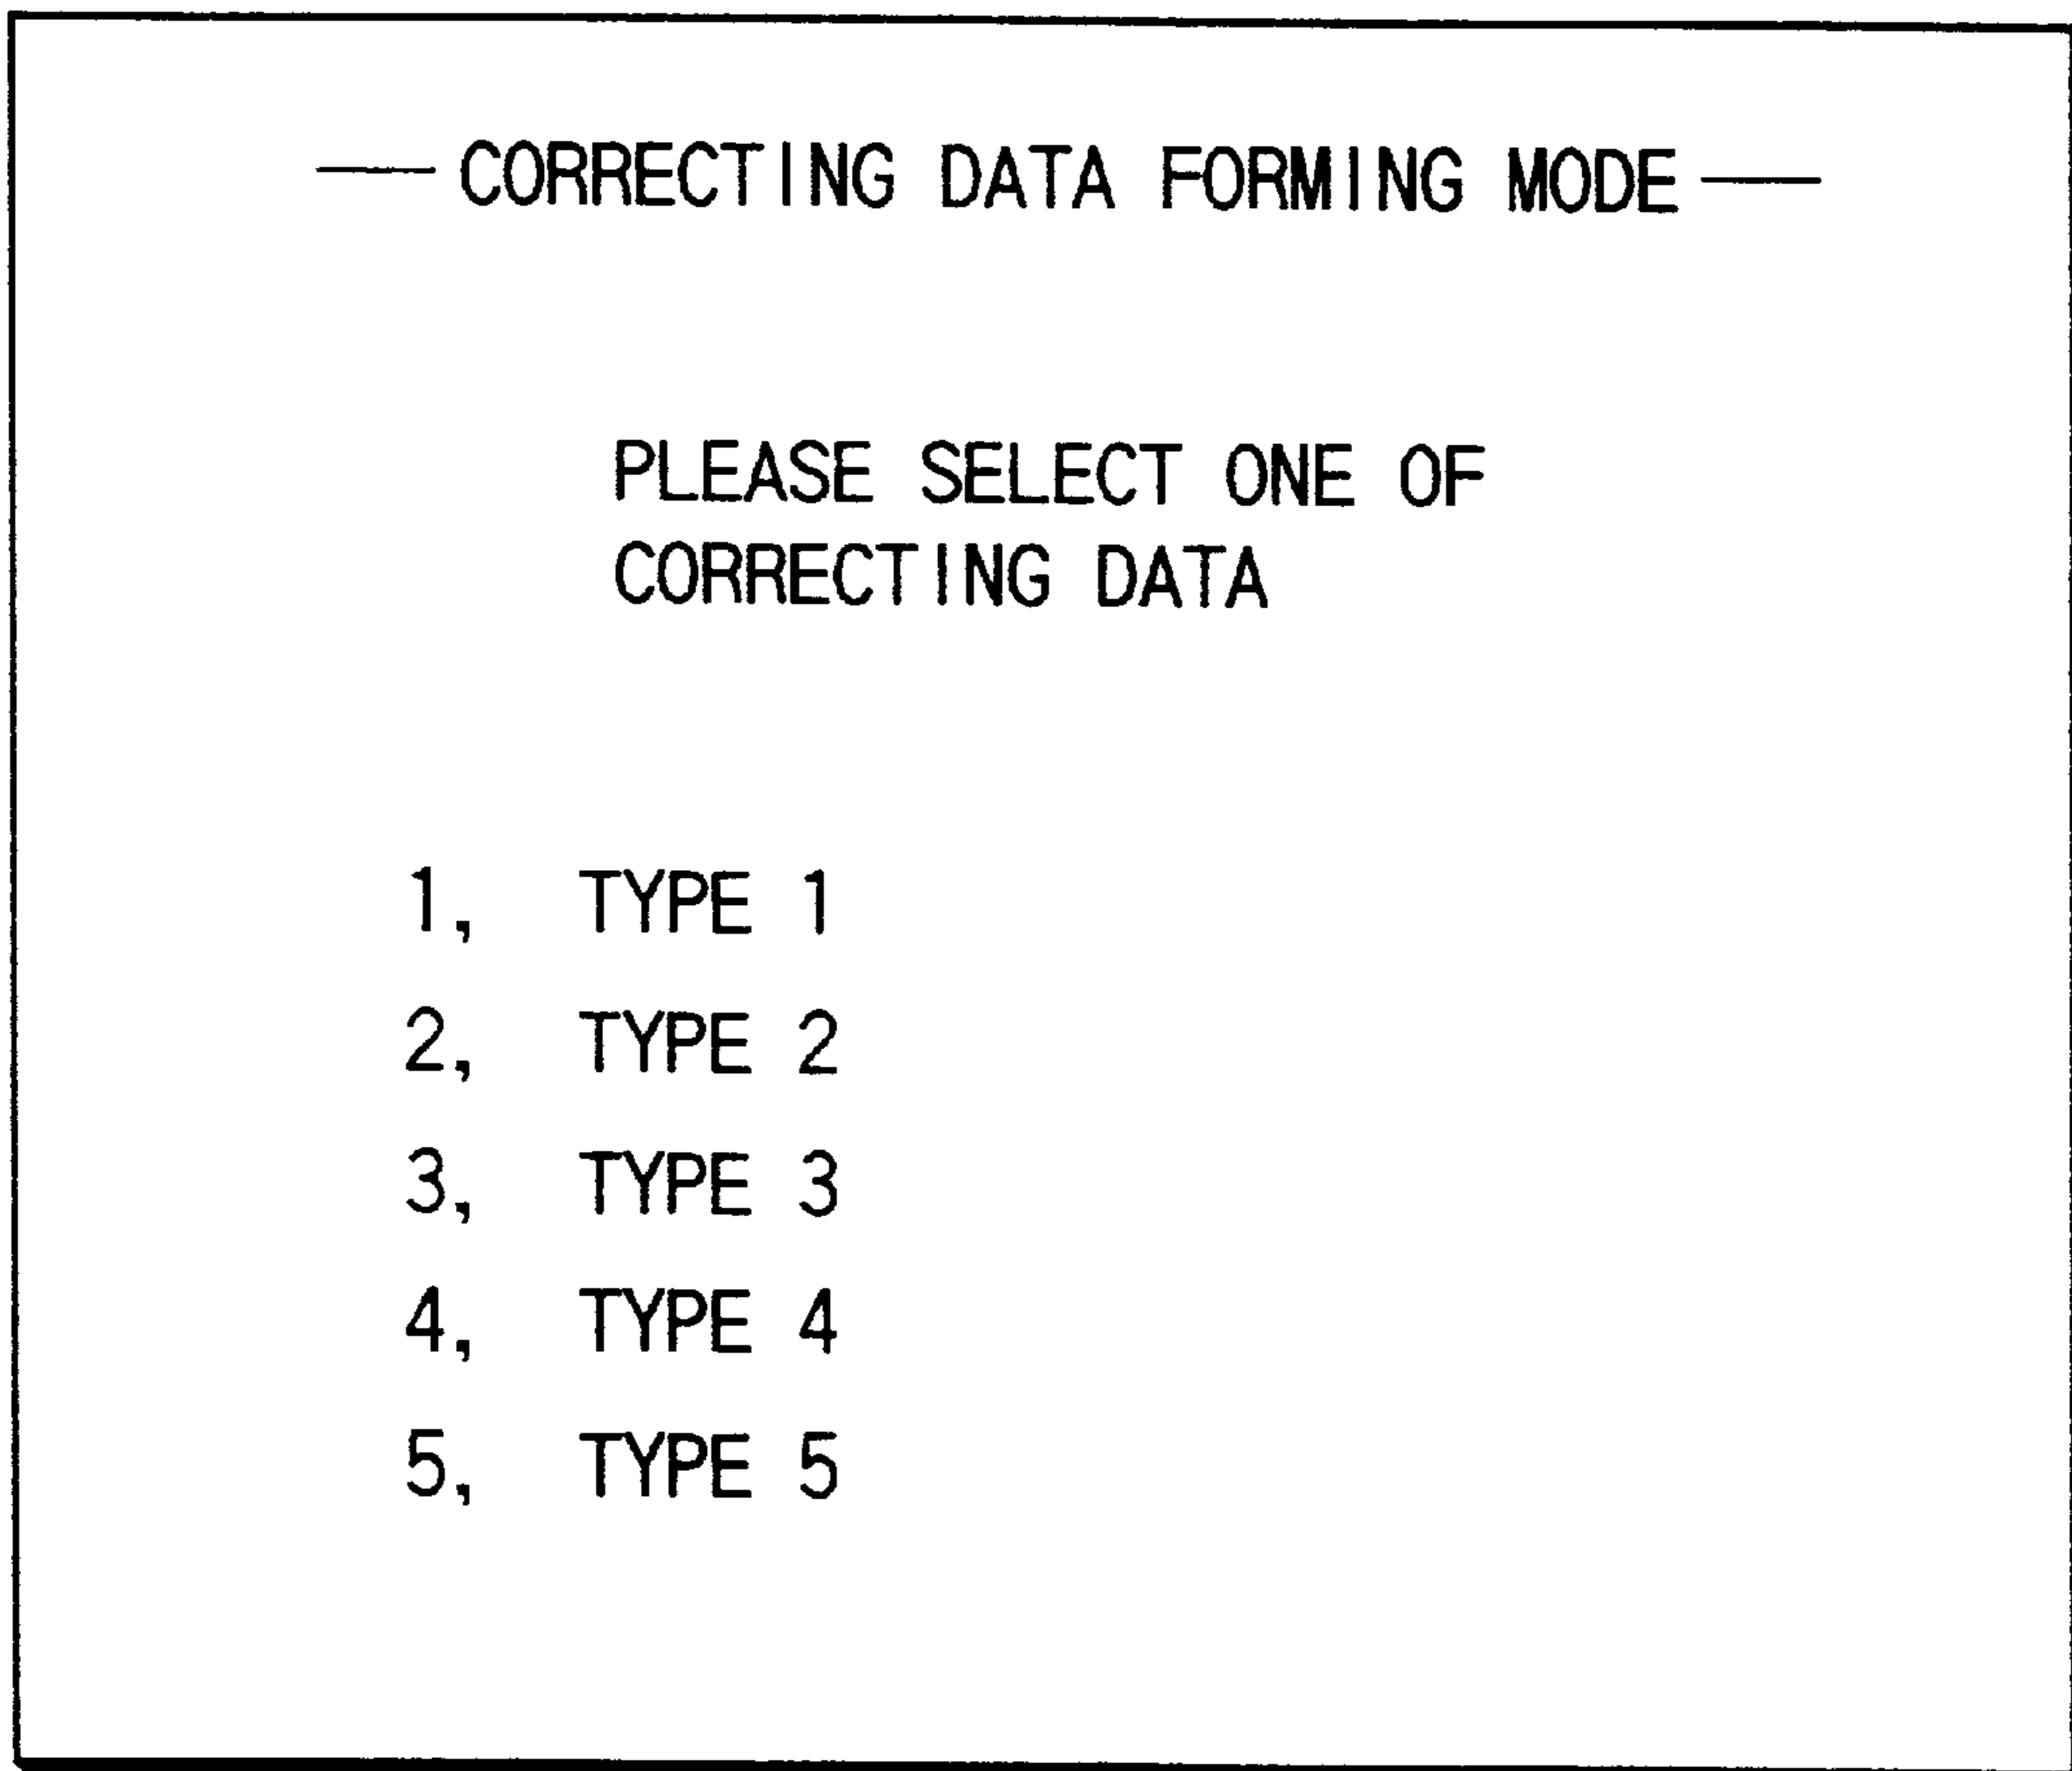 — CORRECTING DATA FORMING MODE —
PLEASE SELECT ONE OF
CORRECTING DATA
1, TYPE 1
2, TYPE 2
3, TYPE 3
4, TYPE 4
5, TYPE 5